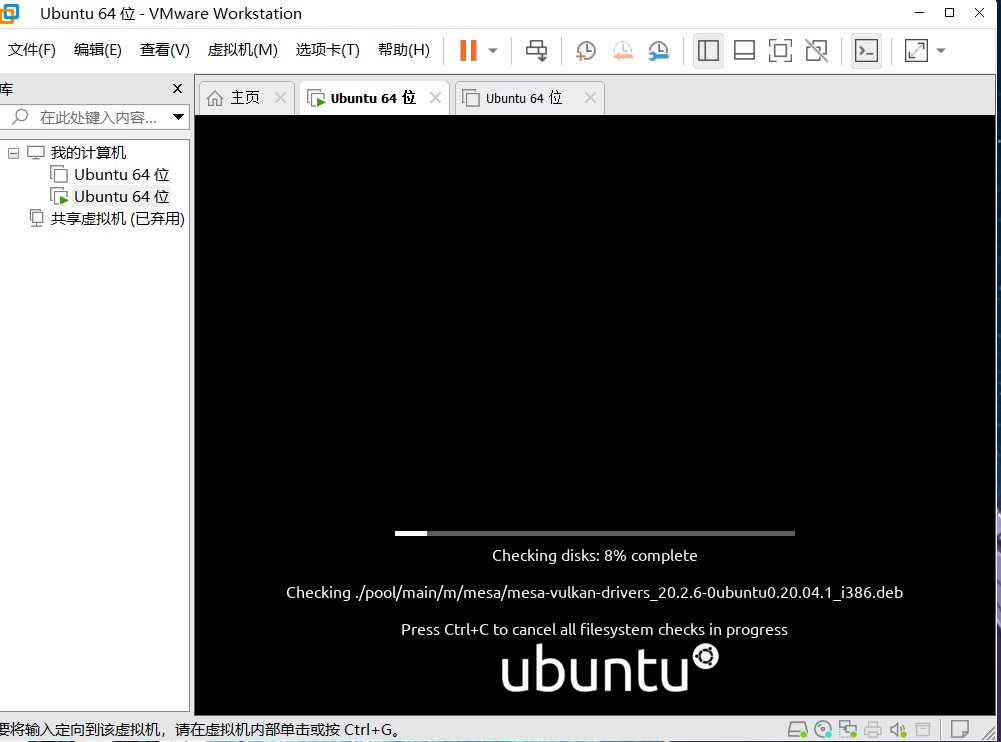 Ubuntu 64 位 - VMware Workstation
文件(F) 编辑(E) 查看(V) 虚拟机(M) 选项卡(T) 帮助(H)
库
主页
Ubuntu 64 位
Ubuntu 64 位
在此处键入内容...
我的计算机
Ubuntu 64 位
Ubuntu 64 位
共享虚拟机 (已弃用)
Checking disks: 8% complete
Checking ./pool/main/m/mesa/mesa-vulkan-drivers_20.2.6-0ubuntu0.20.04.1_i386.deb
Press Ctrl+C to cancel all filesystem checks in progress
ubuntu
要将输入定向到该虚拟机，请在虚拟机内部单击或按 Ctrl+G。